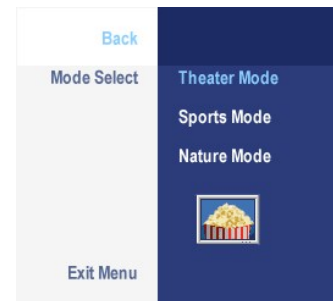 Back
Mode Select
Theater Mode
Sports Mode
Nature Mode
Exit Menu